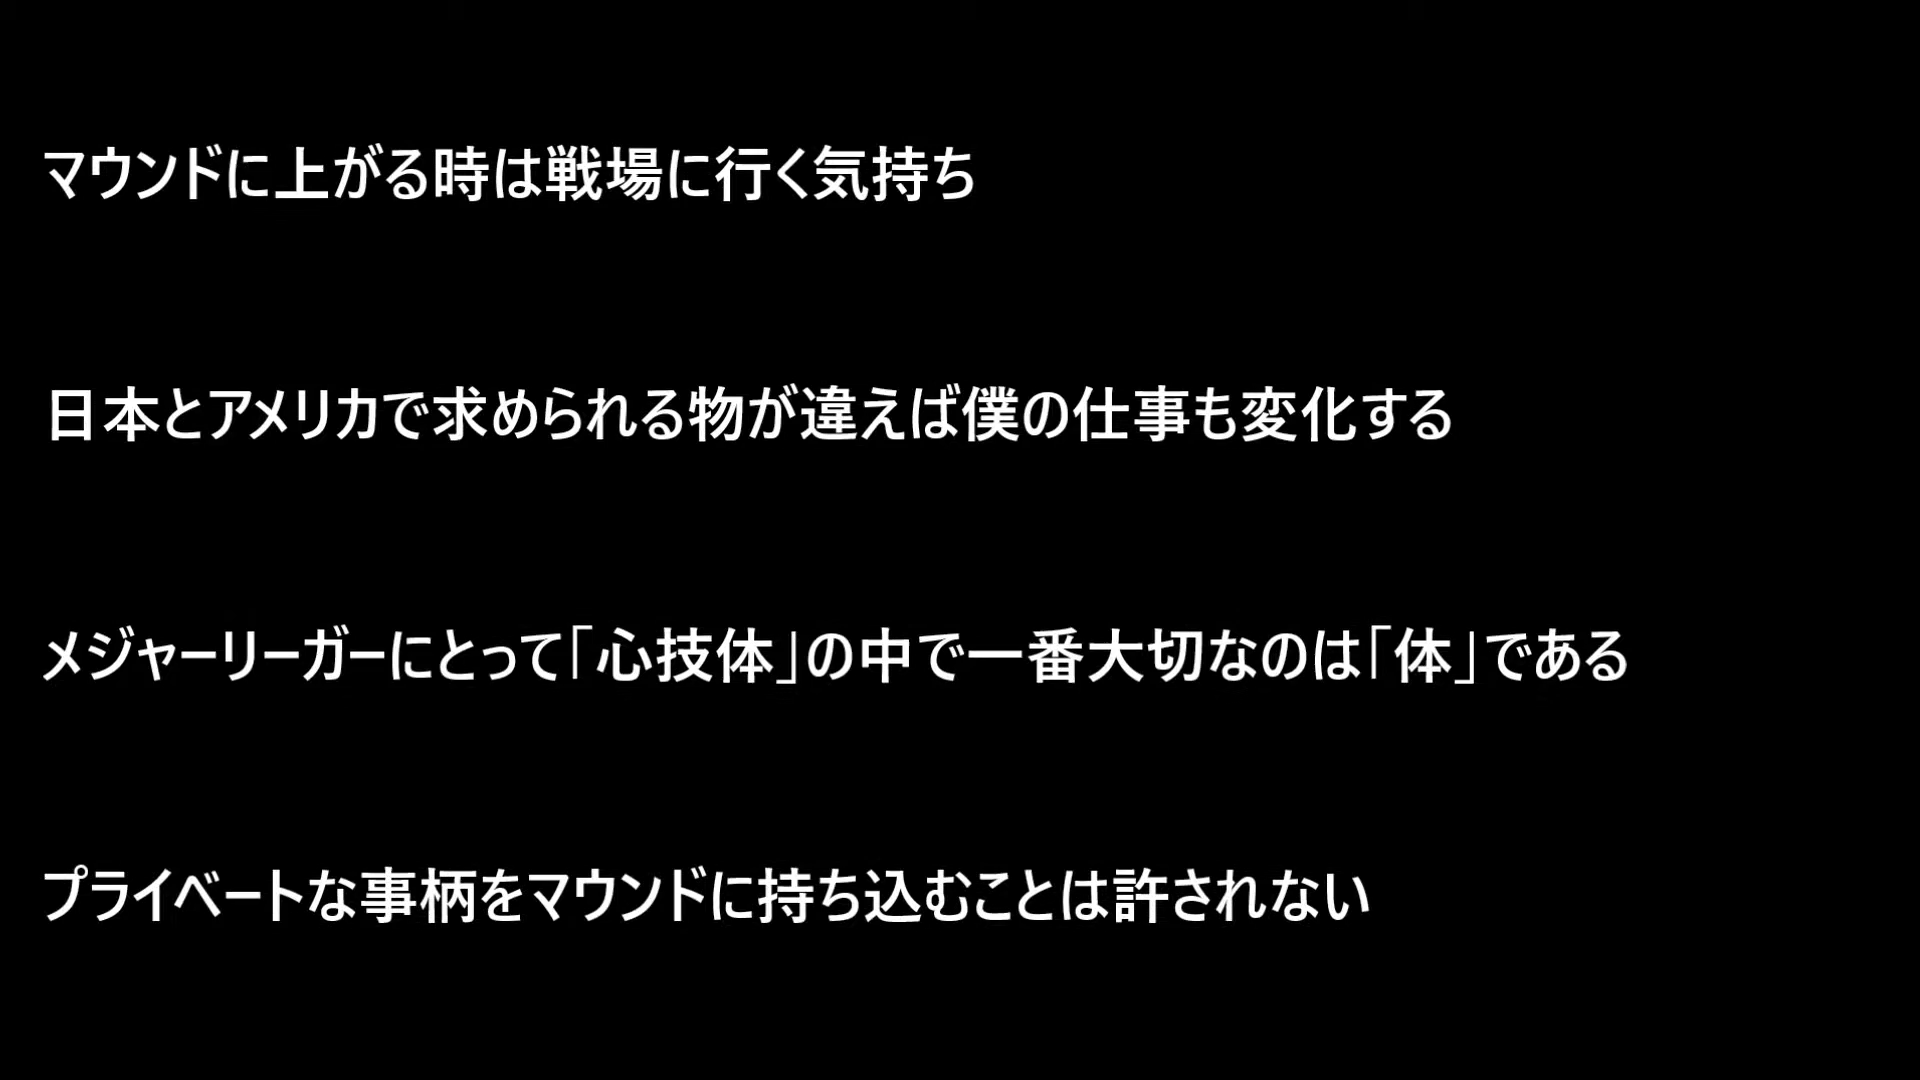 マウンドに上がる時は戦場に行く気持ち
日本とアメリカで求められる物が違えば僕の仕事も変化する
メジャーリーガーにとって「心技体」の中で一番大切なのは「体」である
プライベートな事柄をマウンドに持ち込むことは許されない